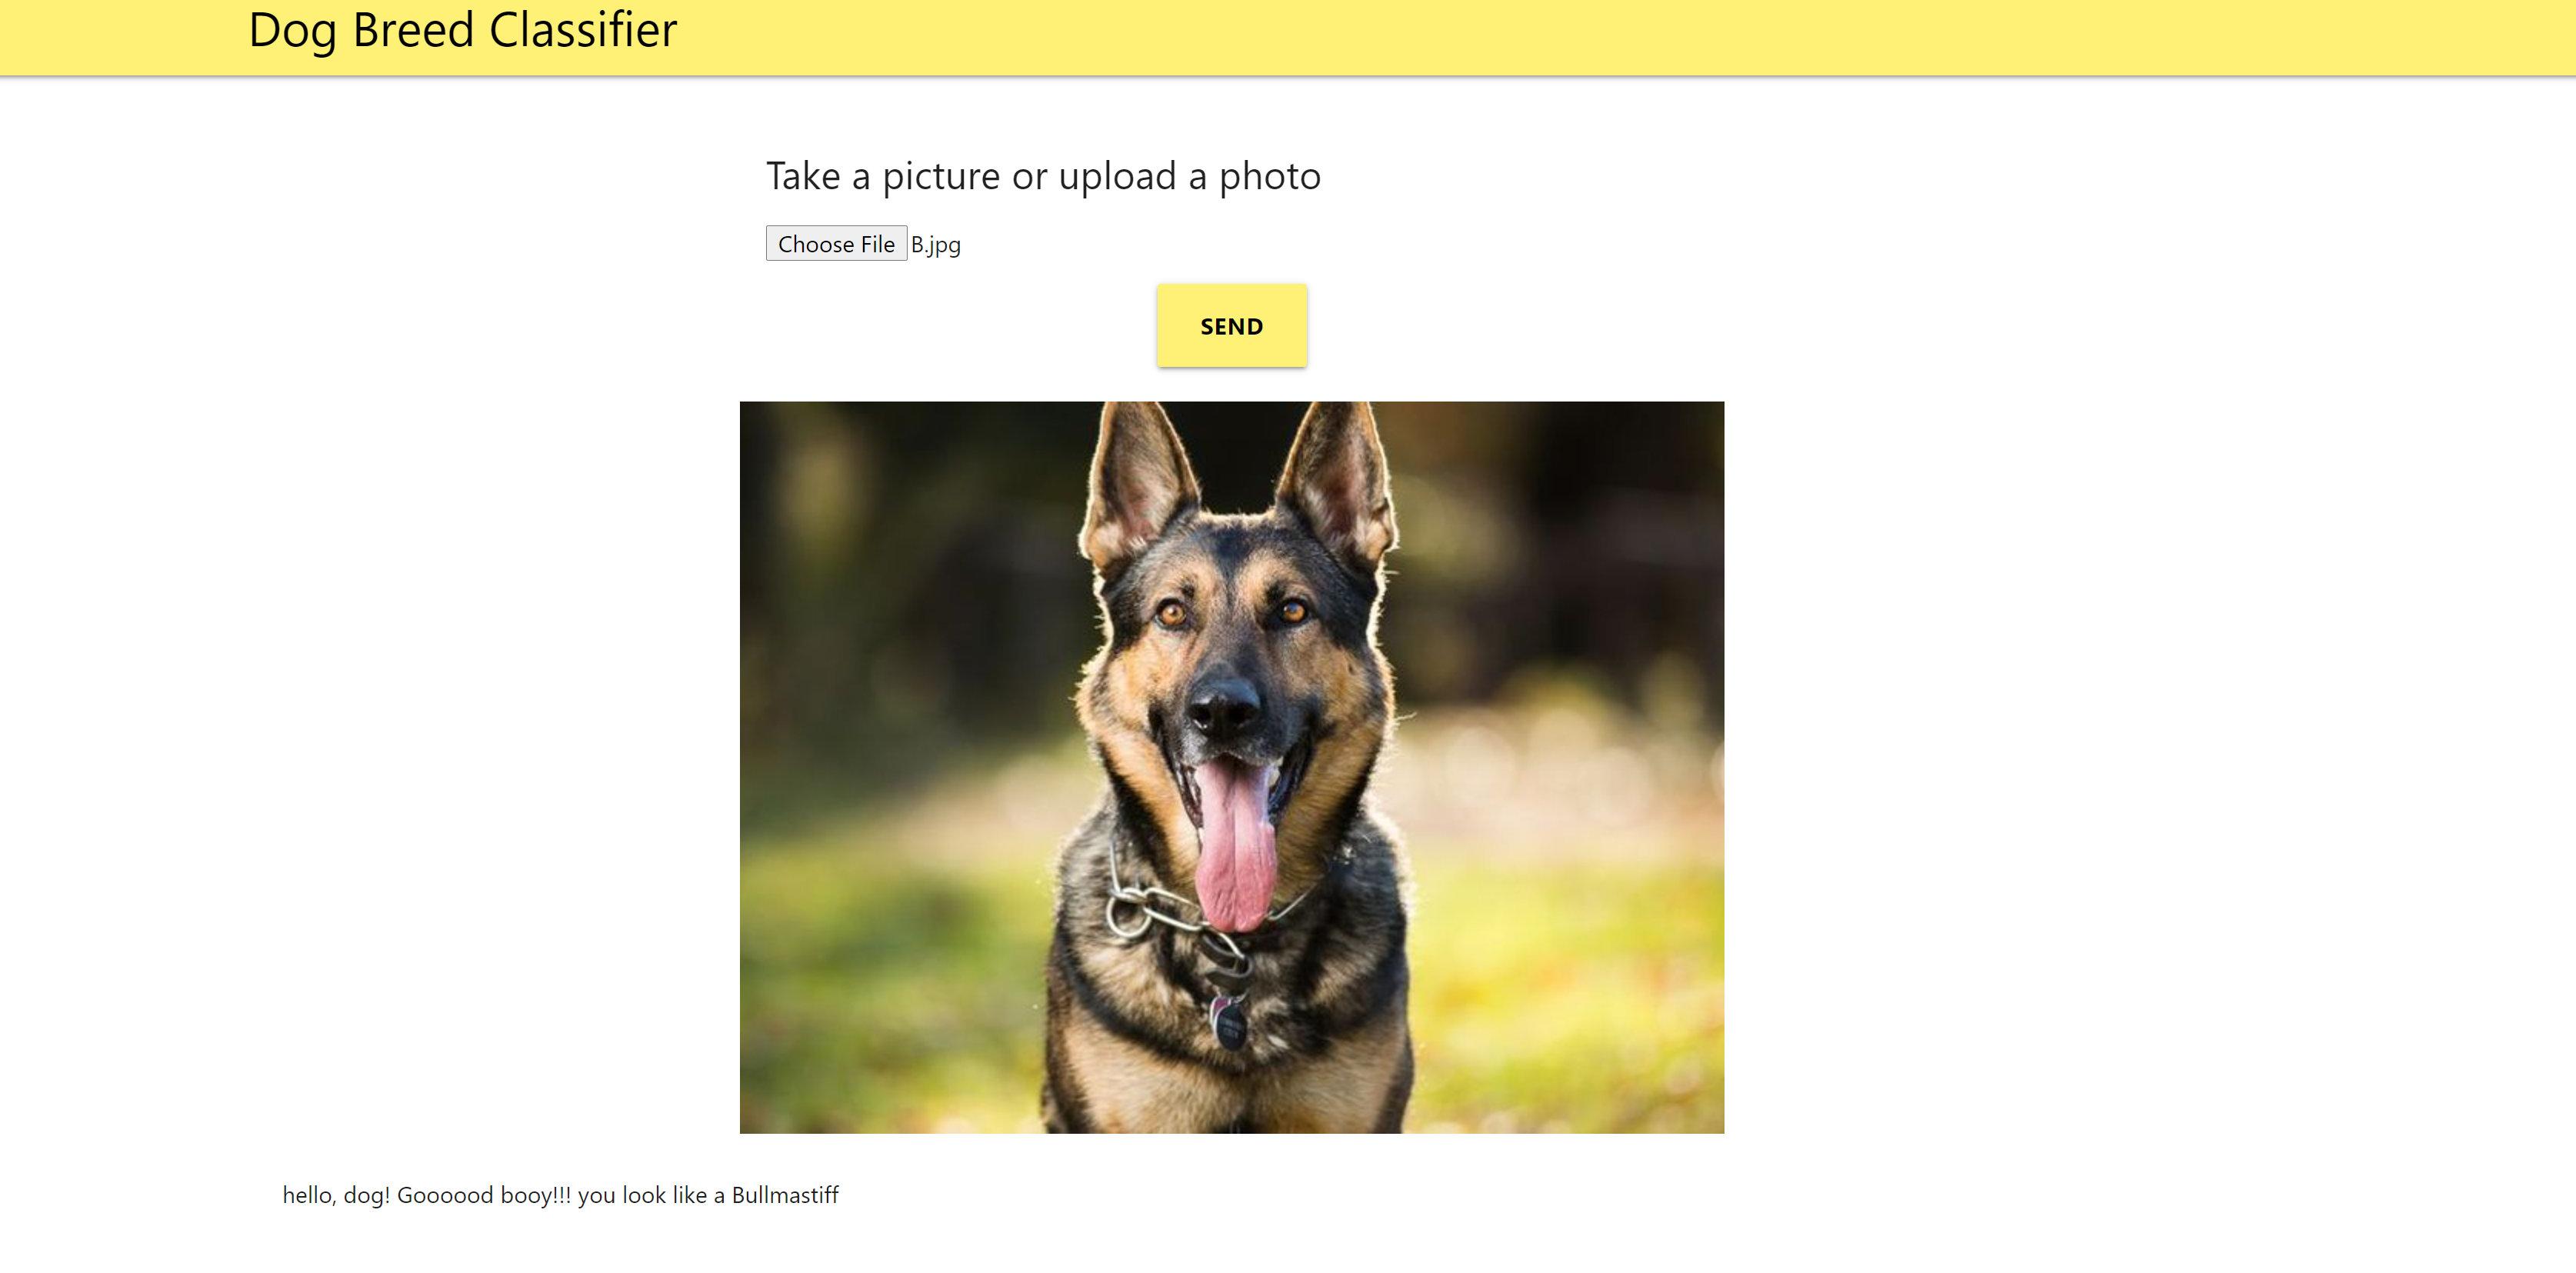 Dog Breed Classifier
Take a picture or upload a photo
Choose File B.jpg
SEND
hello, dog! Goooood booy!!! you look like a Bullmastiff